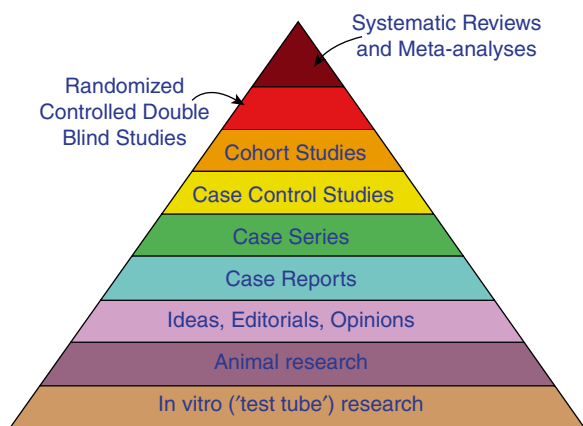 Systematic Reviews
and Meta-analyses
Randomized
Controlled Double
Blind Studies
Cohort Studies
Case Control Studies
Case Series
Case Reports
Ideas, Editorials, Opinions
Animal research
In vitro ('test tube') research